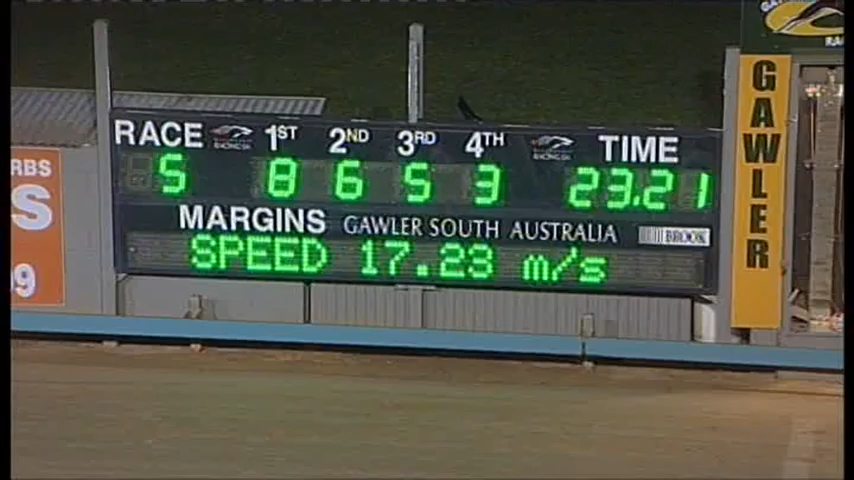 RACE 1ST 2ND 3RD 4TH TIME
5 8 6 5 3 23.21
MARGINS GAWLER SOUTH AUSTRALIA BROOK
SPEED 17.23 m/s
GAWLER
RBS
S
9